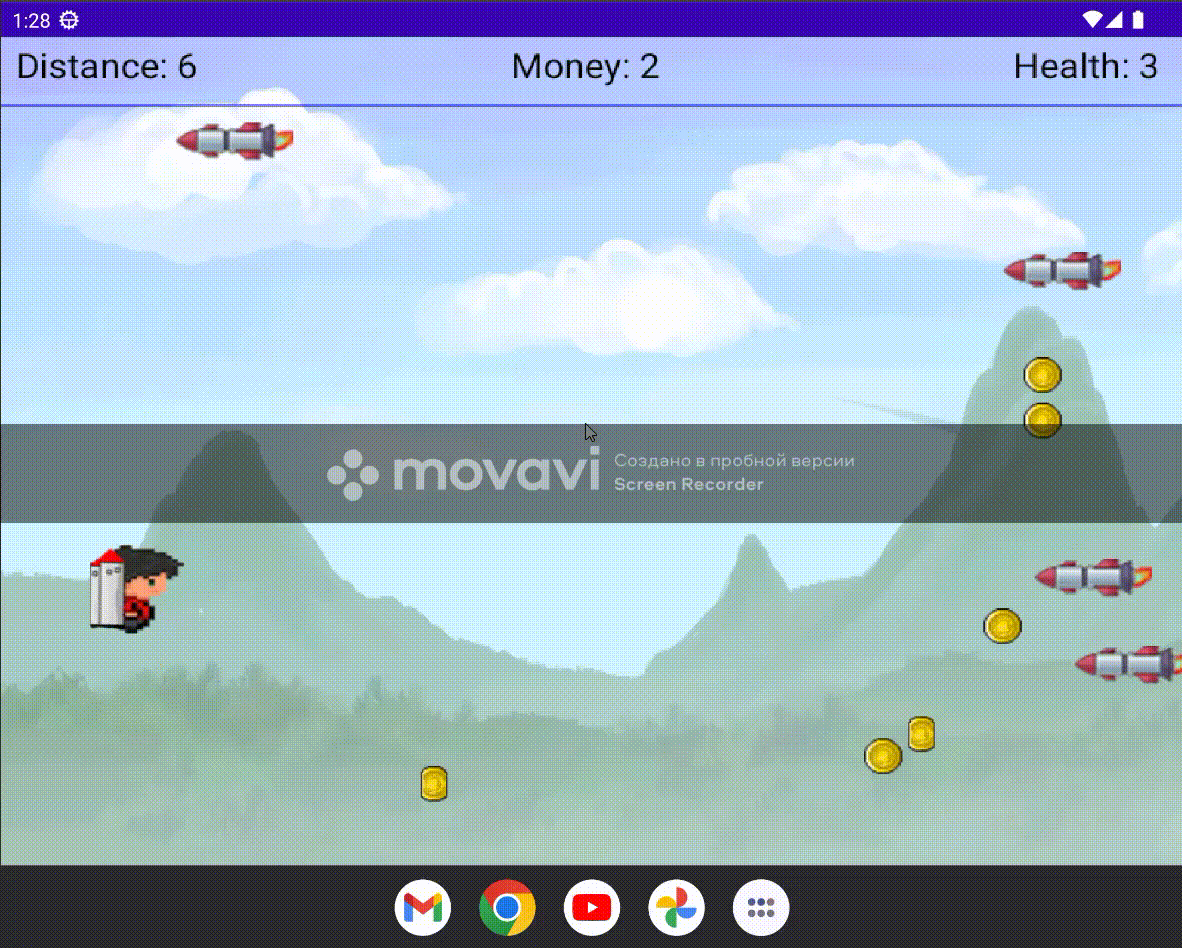 1:28
Distance: 6
Money: 2
Health: 3
movavi
Создано в пробной версии
Screen Recorder